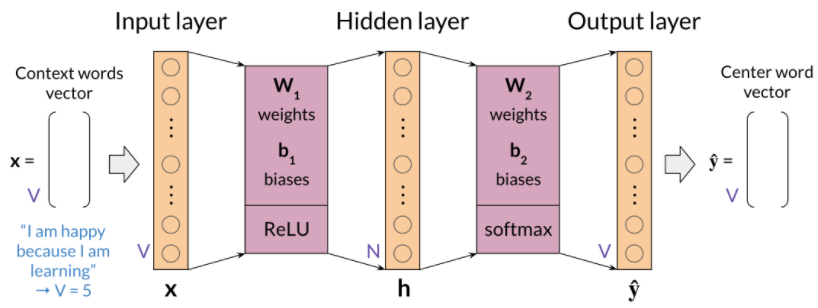 Input layer
Hidden layer
Output layer
Context words
vector
x =
V
"I am happy
because I am
learning"
→ V = 5
V
x
W₁
weights
b₁
biases
ReLU
N
h
W₂
weights
b₂
biases
softmax
V
ŷ
Center word
vector
ŷ =
V